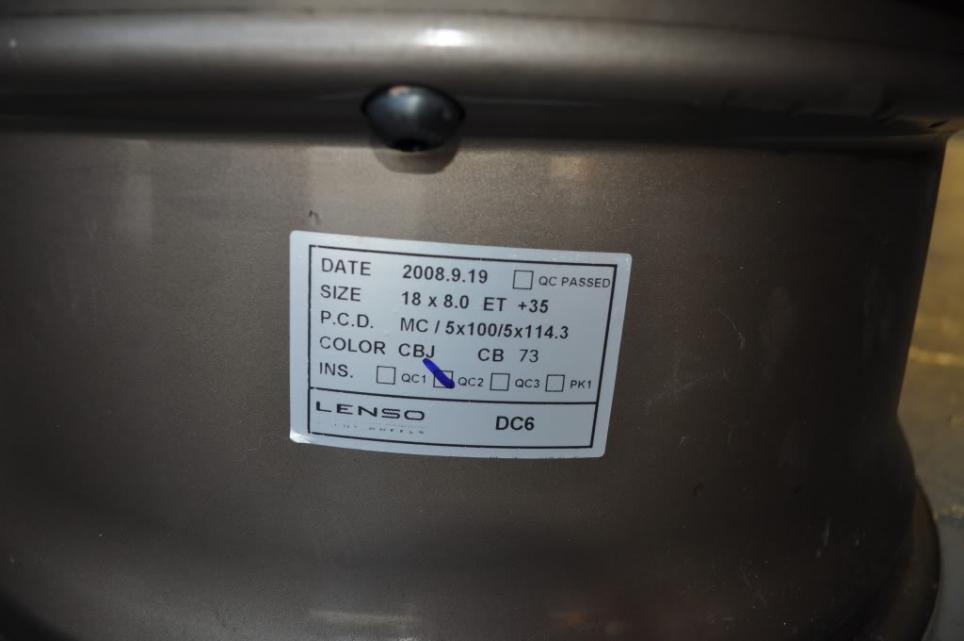 DATE 2008.9.19 QC PASSED
SIZE 18 x 8.0 ET +35
P.C.D. MC / 5x100/5x114.3
COLOR CBJ CB 73
INS. QC1 QC2 QC3 PK1
LENSO DC6
WHEELS